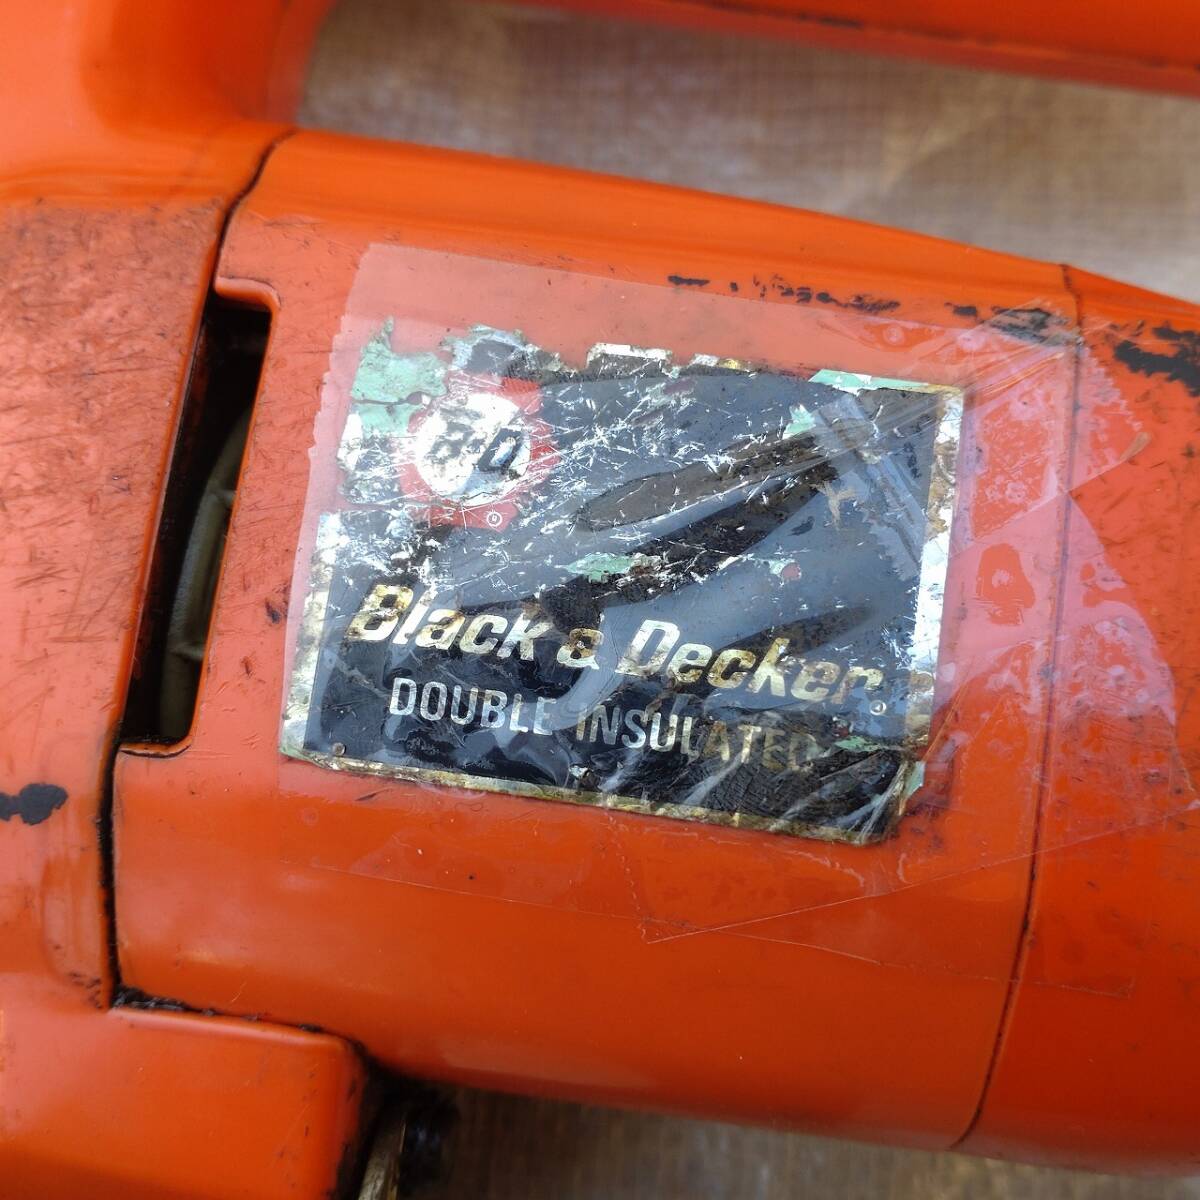 B&D
Black & Decker
DOUBLE INSULATED